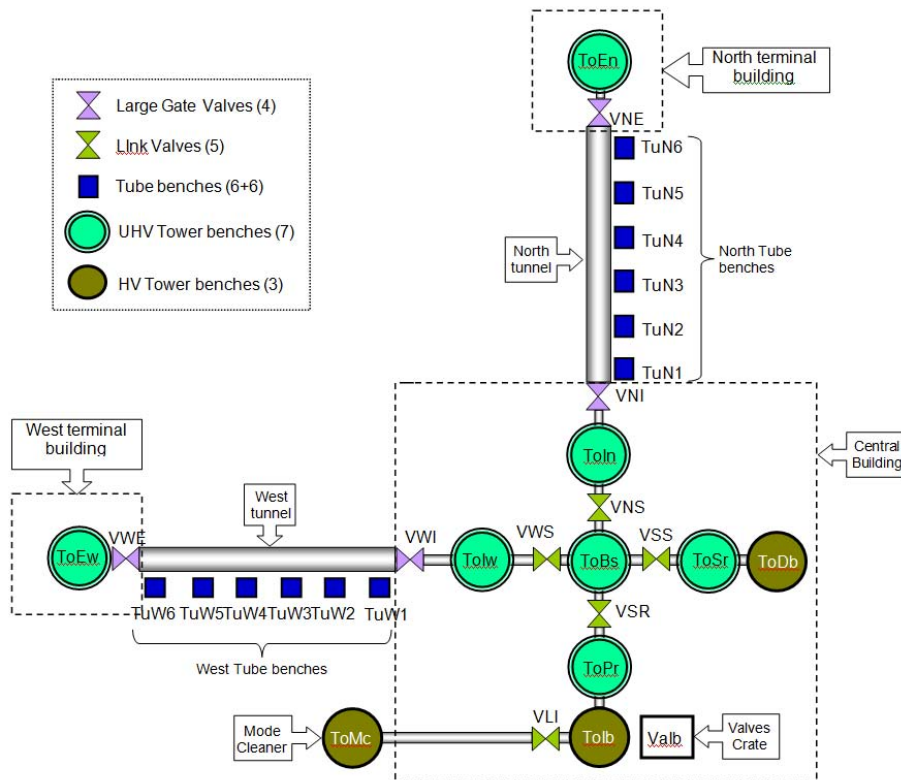 ToEn
North terminal
building
VNE
Large Gate Valves (4)
LInk Valves (5)
Tube benches (6+6)
UHV Tower benches (7)
HV Tower benches (3)
TuN6
TuN5
TuN4
TuN3
TuN2
TuN1
North
tunnel
North Tube
benches
VNI
West terminal
building
ToIn
Central
Building
West
tunnel
VNS
VWE
VWI
VWS
VSS
ToEw
ToIw
ToBs
ToSr
ToDb
TuW6
TuW5
TuW4
TuW3
TuW2
TuW1
VSR
West Tube benches
ToPr
Mode
Cleaner
ToMc
VLI
ToIb
VaIb
Valves
Crate